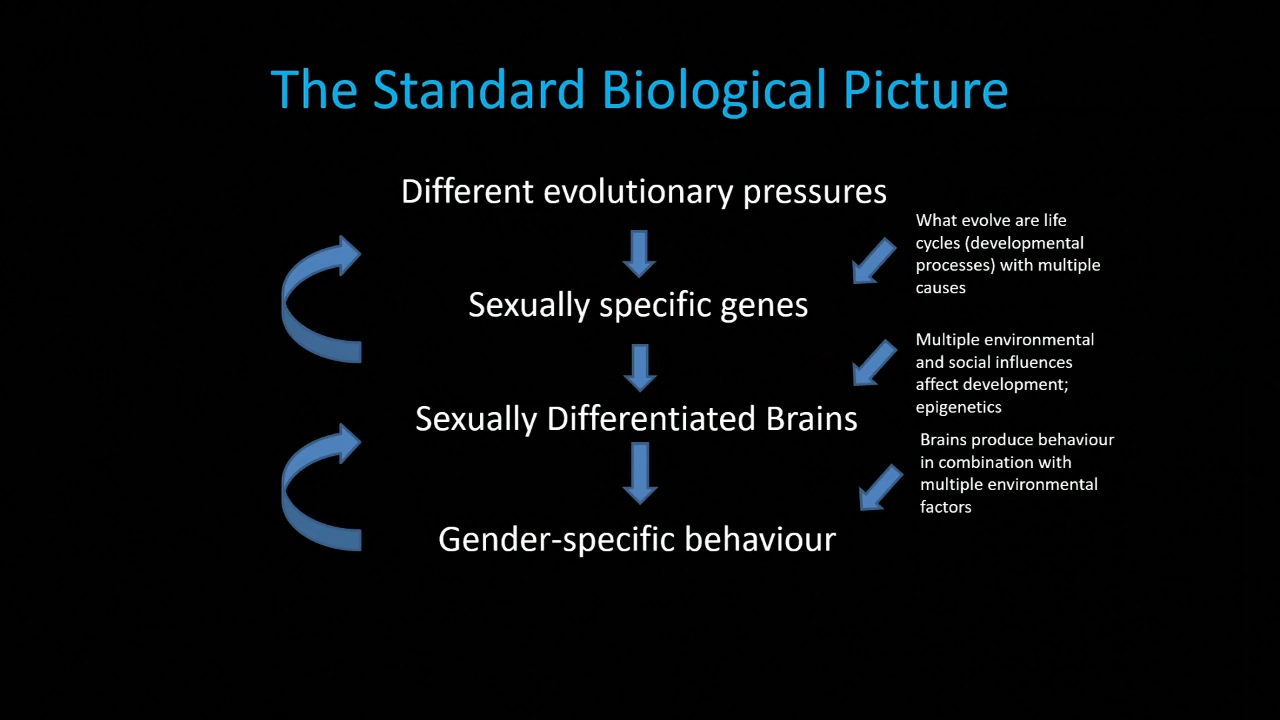 The Standard Biological Picture
Different evolutionary pressures
What evolve are life
cycles (developmental
processes) with multiple
causes
Sexually specific genes
Multiple environmental
and social influences
affect development;
epigenetics
Sexually Differentiated Brains
Brains produce behaviour
in combination with
multiple environmental
factors
Gender-specific behaviour